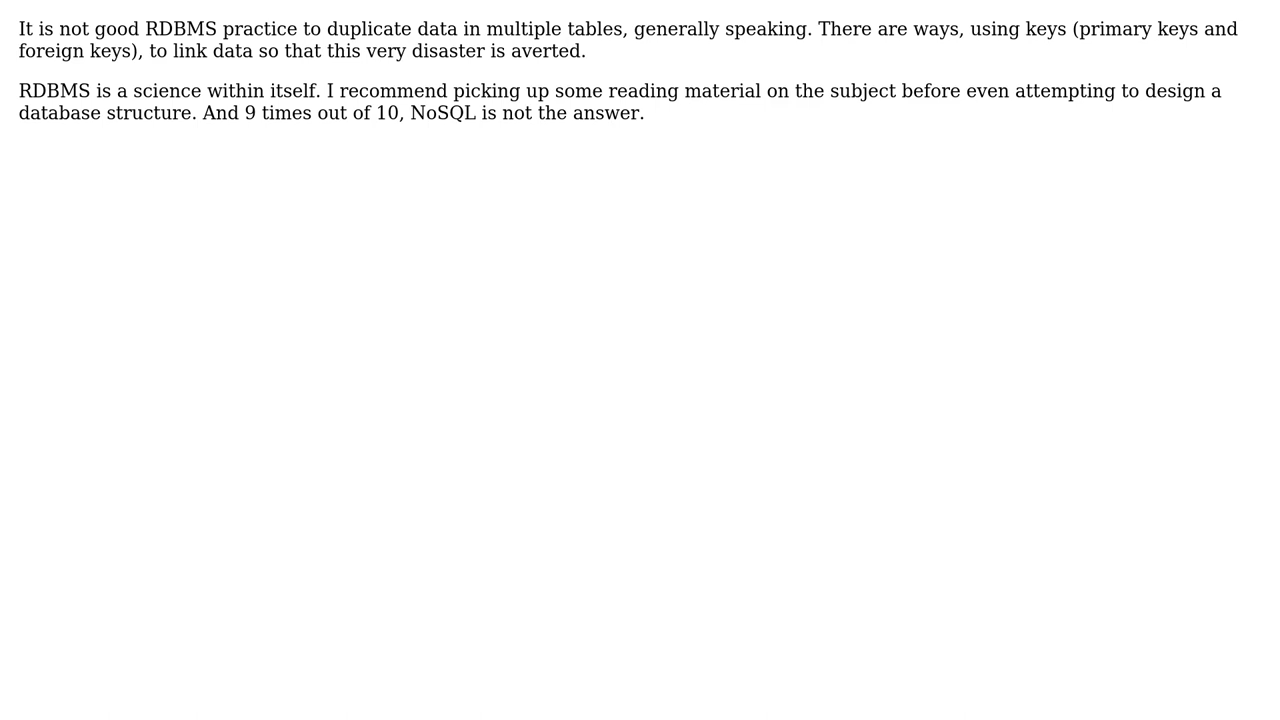 It is not good RDBMS practice to duplicate data in multiple tables, generally speaking. There are ways, using keys (primary keys and
foreign keys), to link data so that this very disaster is averted.
RDBMS is a science within itself. I recommend picking up some reading material on the subject before even attempting to design a
database structure. And 9 times out of 10, NoSQL is not the answer.